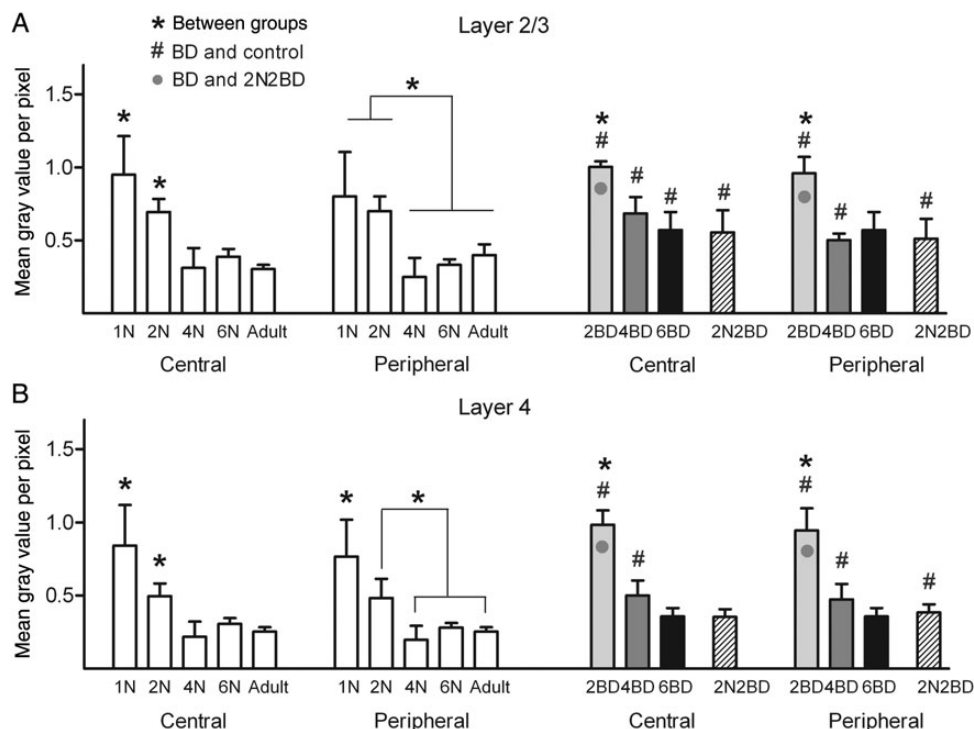 A
* Between groups
# BD and control
BD and 2N2BD
Layer 2/3
Mean gray value per pixel
1.5
1.0
0.5
*
*
*
*
#
#
#
#
*
#
#
#
1N 2N 4N 6N Adult
1N 2N 4N 6N Adult
2BD 4BD 6BD 2N2BD
2BD 4BD 6BD 2N2BD
Central
Peripheral
Central
Peripheral
B
Layer 4
Mean gray value per pixel
1.5
1.0
0.5
*
*
*
*
*
#
#
*
#
#
#
1N 2N 4N 6N Adult
1N 2N 4N 6N Adult
2BD 4BD 6BD 2N2BD
2BD 4BD 6BD 2N2BD
Central
Peripheral
Central
Peripheral